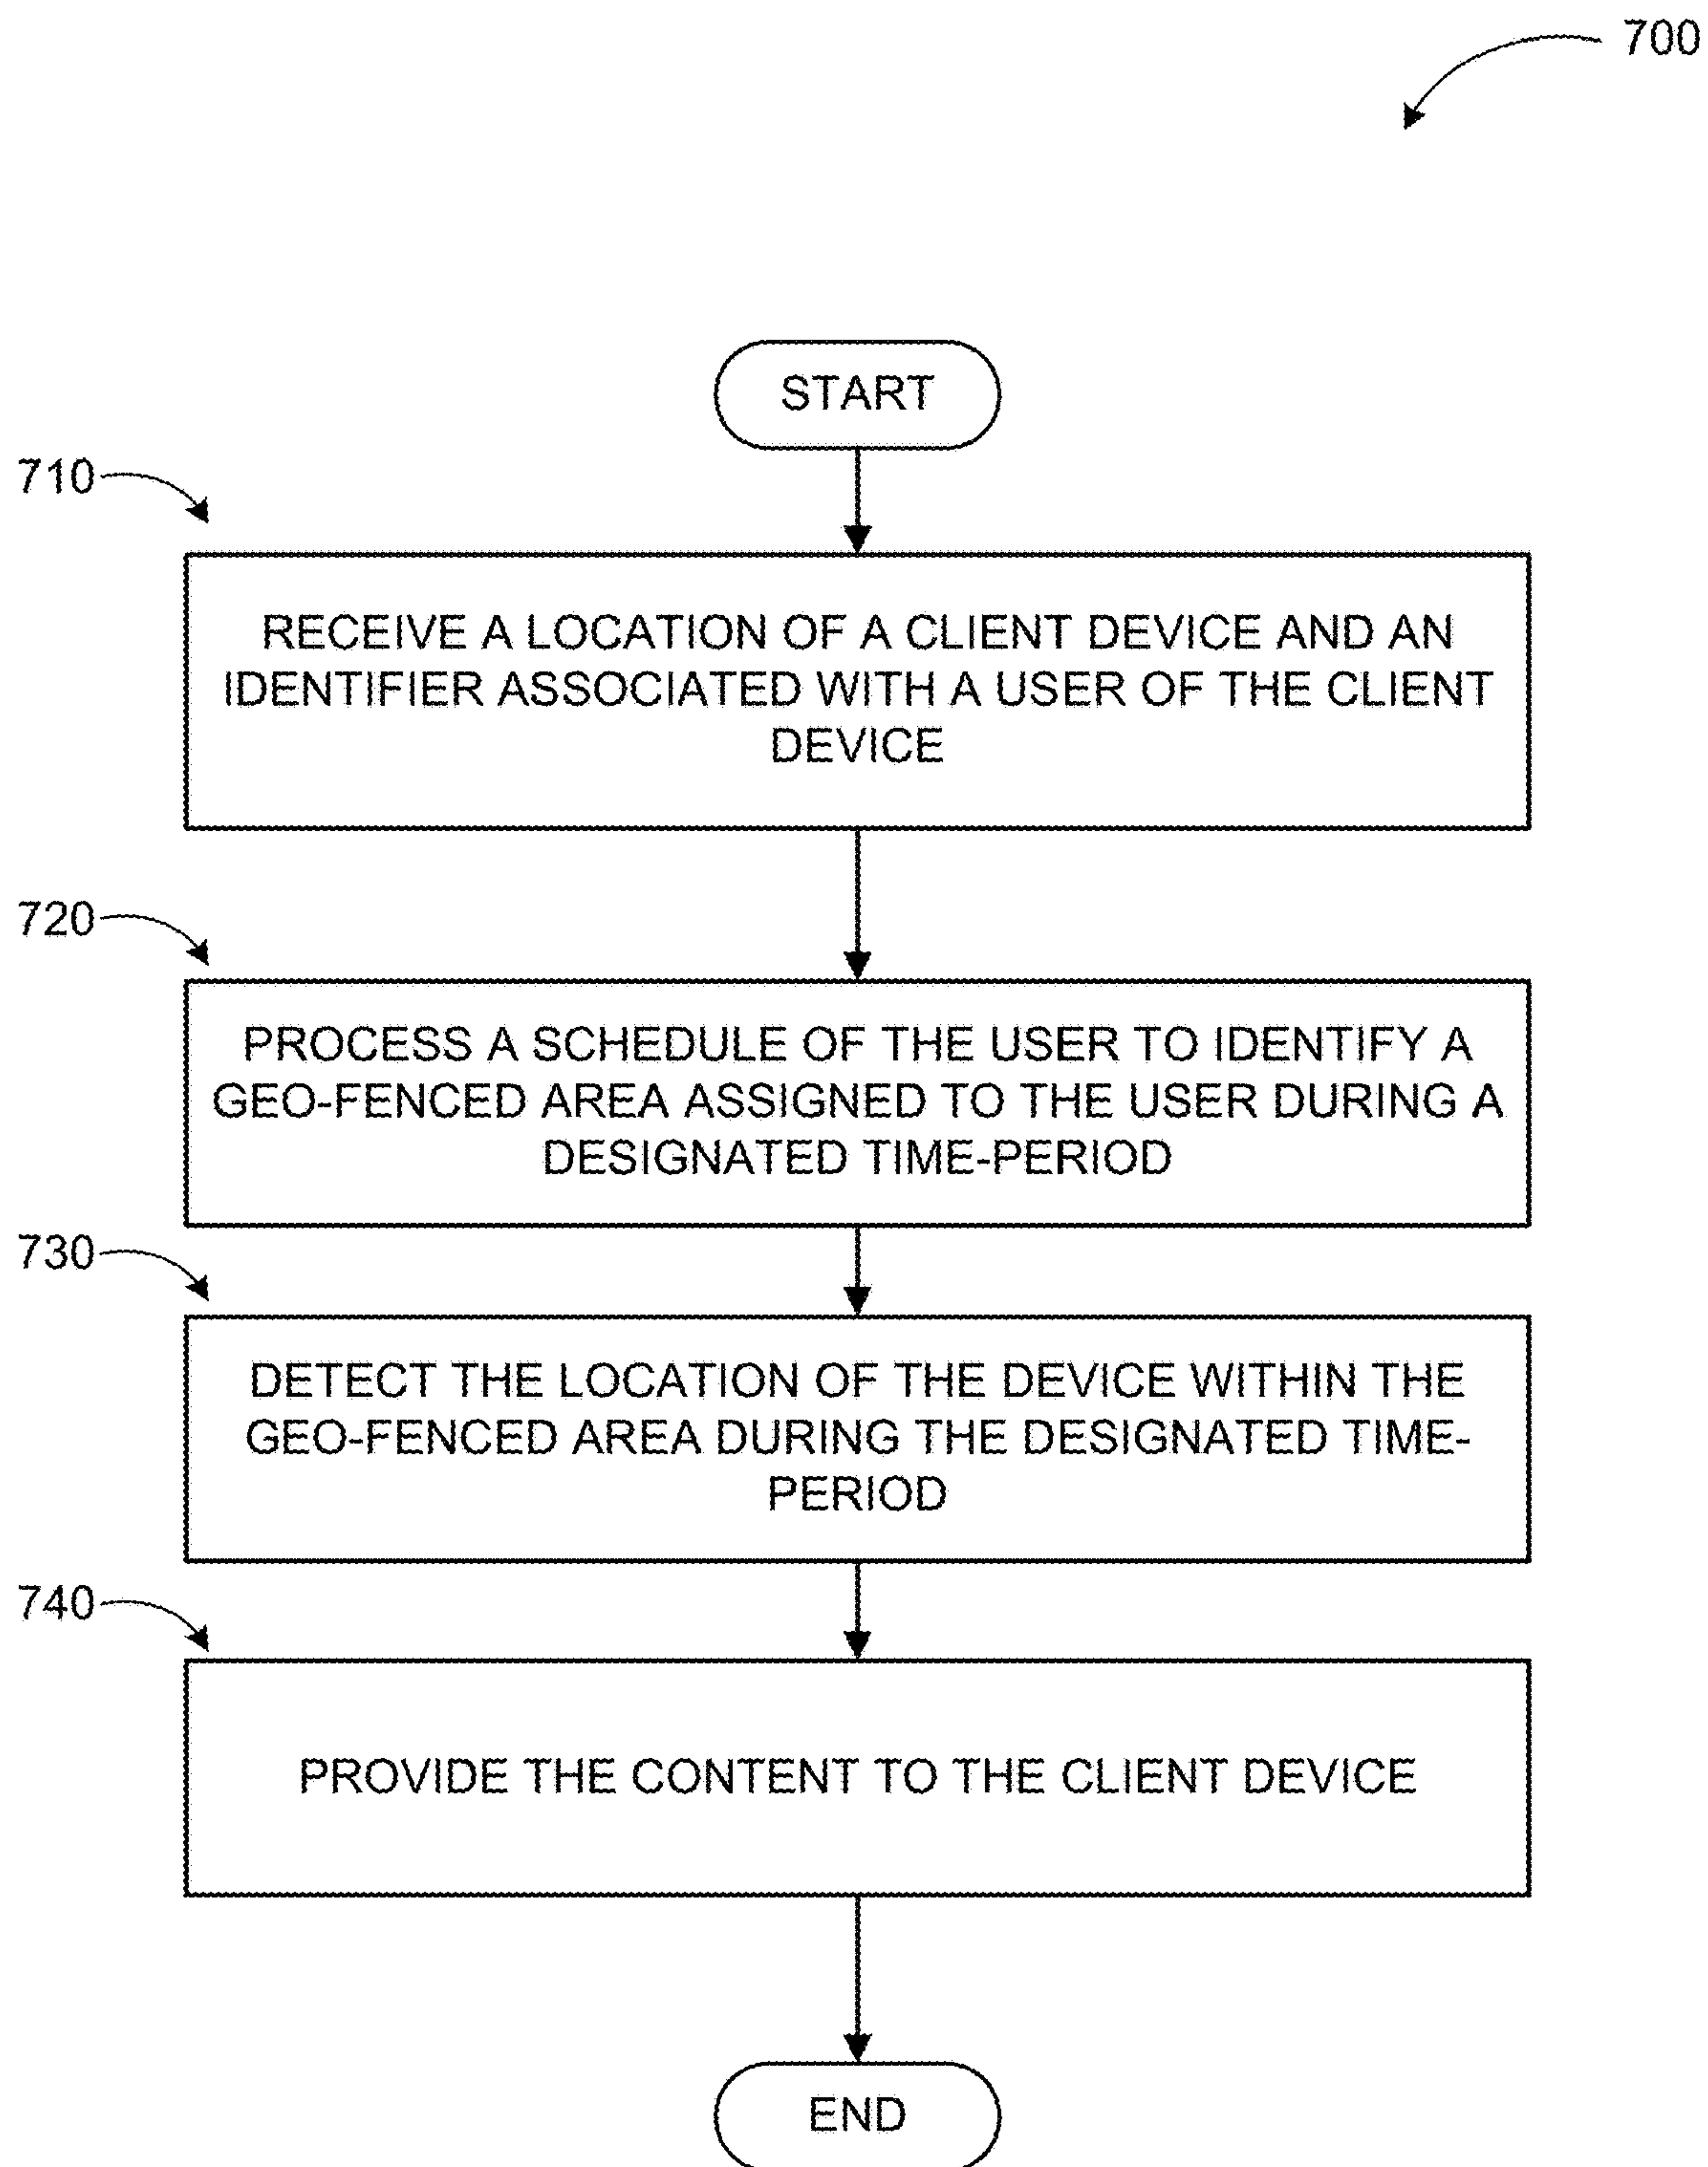 700
START
710
RECEIVE A LOCATION OF A CLIENT DEVICE AND AN
IDENTIFIER ASSOCIATED WITH A USER OF THE CLIENT
DEVICE
720
PROCESS A SCHEDULE OF THE USER TO IDENTIFY A
GEO-FENCED AREA ASSIGNED TO THE USER DURING A
DESIGNATED TIME-PERIOD
730
DETECT THE LOCATION OF THE DEVICE WITHIN THE
GEO-FENCED AREA DURING THE DESIGNATED TIME-
PERIOD
740
PROVIDE THE CONTENT TO THE CLIENT DEVICE
END